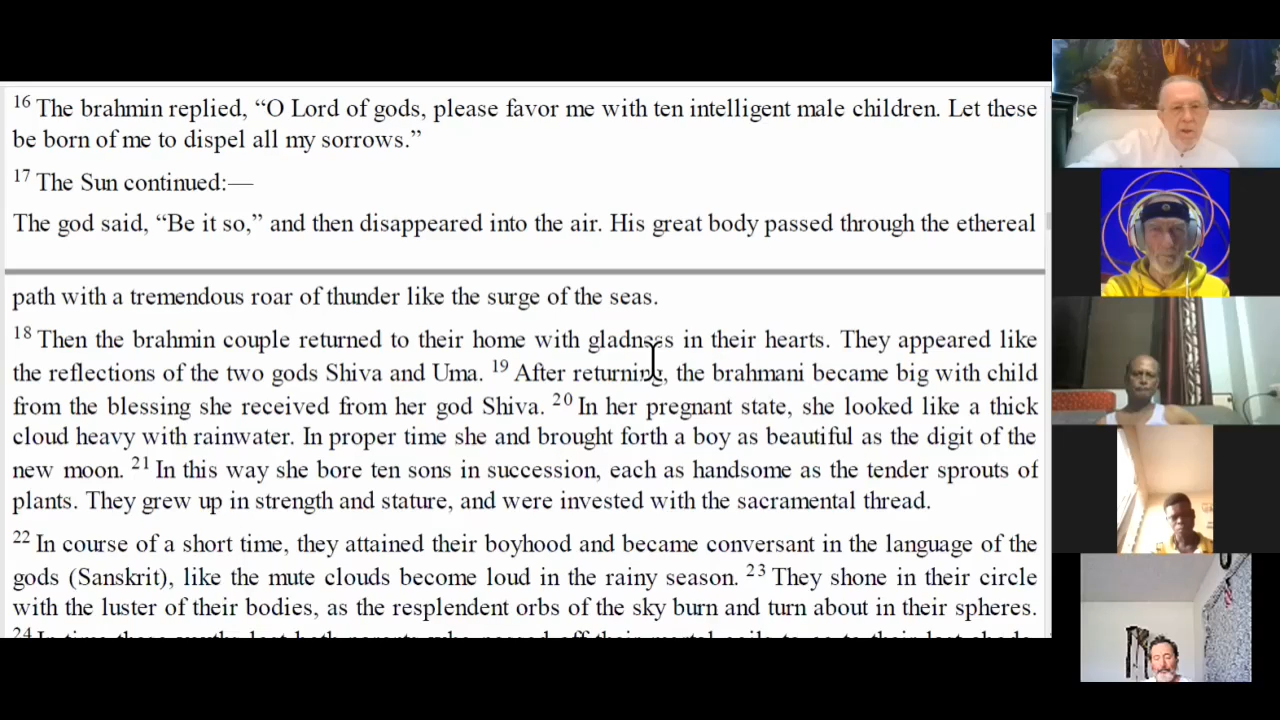 16 The brahmin replied, “O Lord of gods, please favor me with ten intelligent male children. Let these
be born of me to dispel all my sorrows.”
17 The Sun continued:—
The god said, “Be it so,” and then disappeared into the air. His great body passed through the ethereal
path with a tremendous roar of thunder like the surge of the seas.
18 Then the brahmin couple returned to their home with gladness in their hearts. They appeared like
the reflections of the two gods Shiva and Uma. 19 After returning, the brahmani became big with child
from the blessing she received from her god Shiva. 20 In her pregnant state, she looked like a thick
cloud heavy with rainwater. In proper time she and brought forth a boy as beautiful as the digit of the
new moon. 21 In this way she bore ten sons in succession, each as handsome as the tender sprouts of
plants. They grew up in strength and stature, and were invested with the sacramental thread.
22 In course of a short time, they attained their boyhood and became conversant in the language of the
gods (Sanskrit), like the mute clouds become loud in the rainy season. 23 They shone in their circle
with the luster of their bodies, as the resplendent orbs of the sky burn and turn about in their spheres.
24 In time these